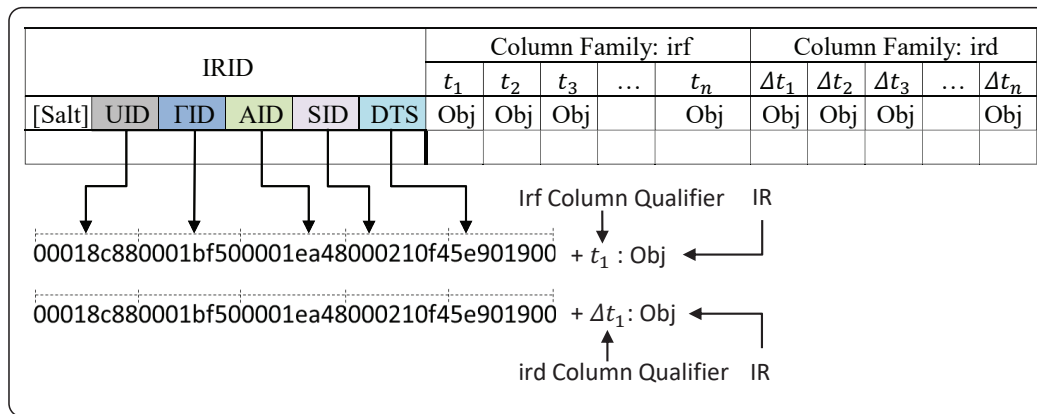 IRID Column Family: irf Column Family: ird
t₁ t₂ t₃ … tₙ Δt₁ Δt₂ Δt₃ … Δtₙ
[Salt] UID ΓID AID SID DTS Obj Obj Obj Obj Obj Obj Obj Obj
Irf Column Qualifier IR
00018c880001bf500001ea48000210f45e901900 + t₁ : Obj
00018c880001bf500001ea48000210f45e901900 + Δt₁: Obj
ird Column Qualifier IR